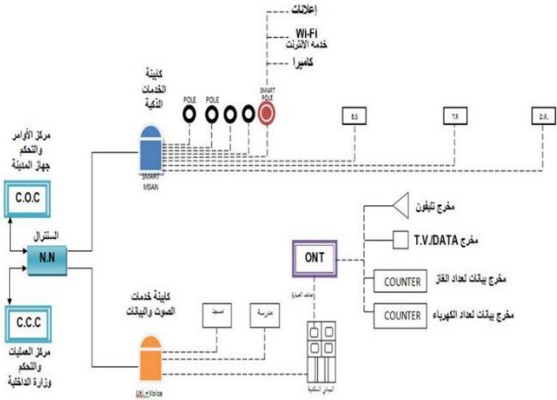 إعلانات
Wi-Fi
خدمه الانترنت
كاميرا
كابينة
الخدمات
الذكية
POLE
POLE
SMART
POLE
B.S
T.R
SMART
MSAN
مركز الأوامر
والتحكم
جهاز المدينة
C.O.C
السنترال
N.N
C.C.C
مركز العمليات
والتحكم
وزارة الداخلية
كابينة خدمات
الصوت والبيانات
مسجد
مدرسة
ONT
مخرج تليفون
مخرج T.V./DATA
COUNTER
مخرج بيانات لعداد الغاز
COUNTER
مخرج بيانات لعداد الكهرباء
المباني السكنية